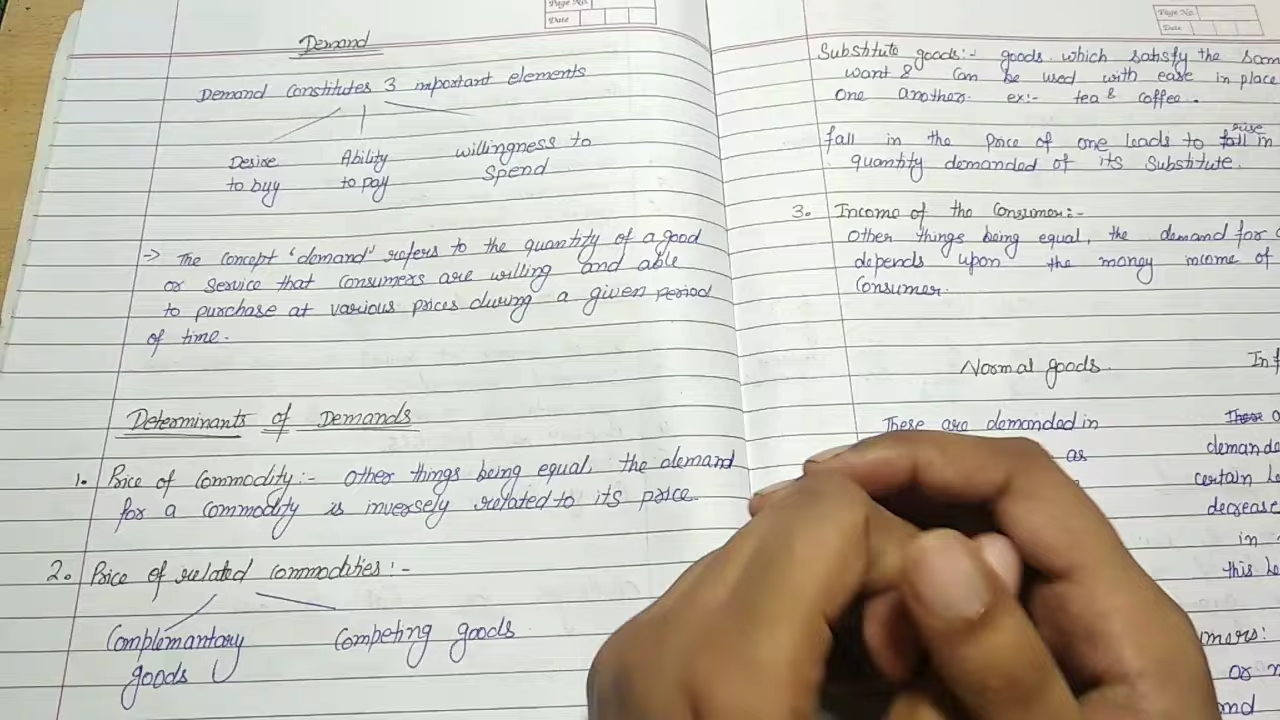 Page No.
Date
Demand
Demand Constitutes 3 important elements
Desire
to buy
Ability
to pay
willingness to
Spend
-> The Concept 'demand' refers to the quantity of a good
or service that Consumers are willing and able
to purchase at various prices during a given period
of time.
Determinants of Demands
1. Price of Commodity:- Other things being equal, the demand
for a commodity is inversely related to its price.
2. Price of related commodities:-
Complemantary
goods
Competing goods
Page No.
Date
Substitute goods:- goods which satisfy the
want & can be used with ease in place
one another. ex:- tea & coffee.
rise
fall in the price of one leads to fall in
quantity demanded of its substitute.
3. Income of the Consumer:-
Other things being equal, the demand for
depends upon the money income of
Consumer.
Normal goods
These are demanded in
as
demande
certain
decrease
in
this
or